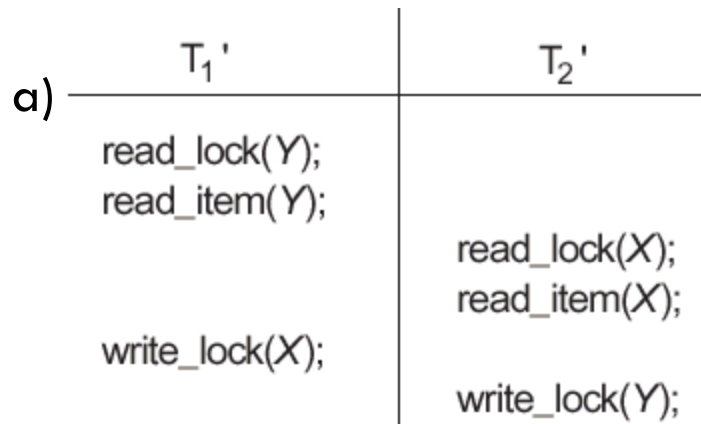 T₁' T₂'
a)
read_lock(Y);
read_item(Y);
read_lock(X);
read_item(X);
write_lock(X);
write_lock(Y);